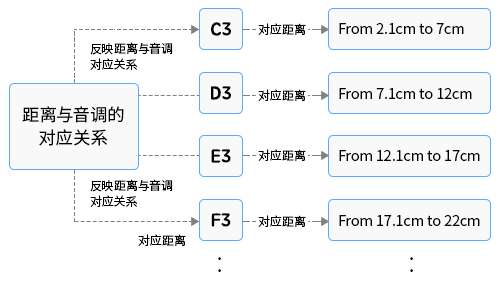 C3
对应距离
From 2.1cm to 7cm
反映距离与音调
对应关系
D3
对应距离
From 7.1cm to 12cm
距离与音调的
对应关系
E3
对应距离
From 12.1cm to 17cm
反映距离与音调
对应关系
F3
对应距离
From 17.1cm to 22cm
对应距离